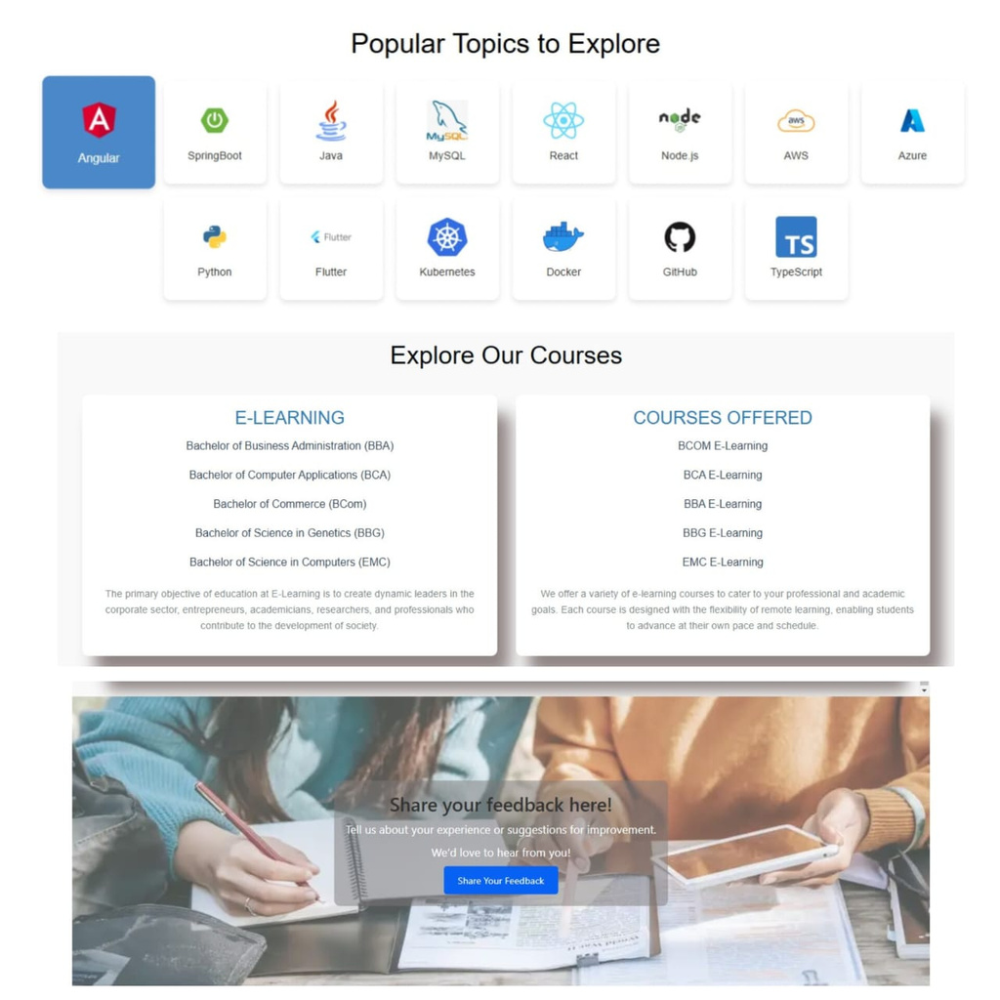 Popular Topics to Explore
Angular
SpringBoot
Java
MySQL
MySQL
React
node
Node.js
aws
AWS
Azure
Python
Flutter
Flutter
Kubernetes
Docker
GitHub
TS
TypeScript
Explore Our Courses
E-LEARNING
Bachelor of Business Administration (BBA)
Bachelor of Computer Applications (BCA)
Bachelor of Commerce (BCom)
Bachelor of Science in Genetics (BBG)
Bachelor of Science in Computers (EMC)
The primary objective of education at E-Learning is to create dynamic leaders in the
corporate sector, entrepreneurs, academicians, researchers, and professionals who
contribute to the development of society.
COURSES OFFERED
BCOM E-Learning
BCA E-Learning
BBA E-Learning
BBG E-Learning
EMC E-Learning
We offer a variety of e-learning courses to cater to your professional and academic
goals. Each course is designed with the flexibility of remote learning, enabling students
to advance at their own pace and schedule.
Share your feedback here!
Tell us about your experience or suggestions for improvement.
We'd love to hear from you!
Share Your Feedback